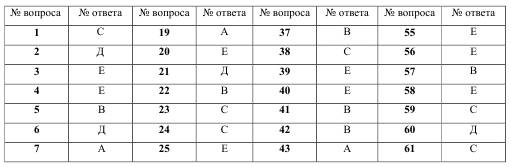 № вопроса № ответа № вопроса № ответа № вопроса № ответа № вопроса № ответа
1 С 19 А 37 В 55 Е
2 Д 20 Е 38 С 56 Е
3 Е 21 Д 39 Е 57 В
4 Е 22 В 40 Е 58 Е
5 В 23 С 41 В 59 С
6 Д 24 С 42 В 60 Д
7 А 25 Е 43 А 61 С